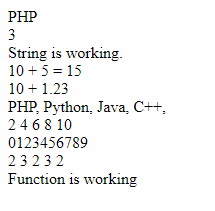 PHP
3
String is working.
10 + 5 = 15
10 + 1.23
PHP, Python, Java, C++,
2 4 6 8 10
0123456789
2 3 2 3 2
Function is working